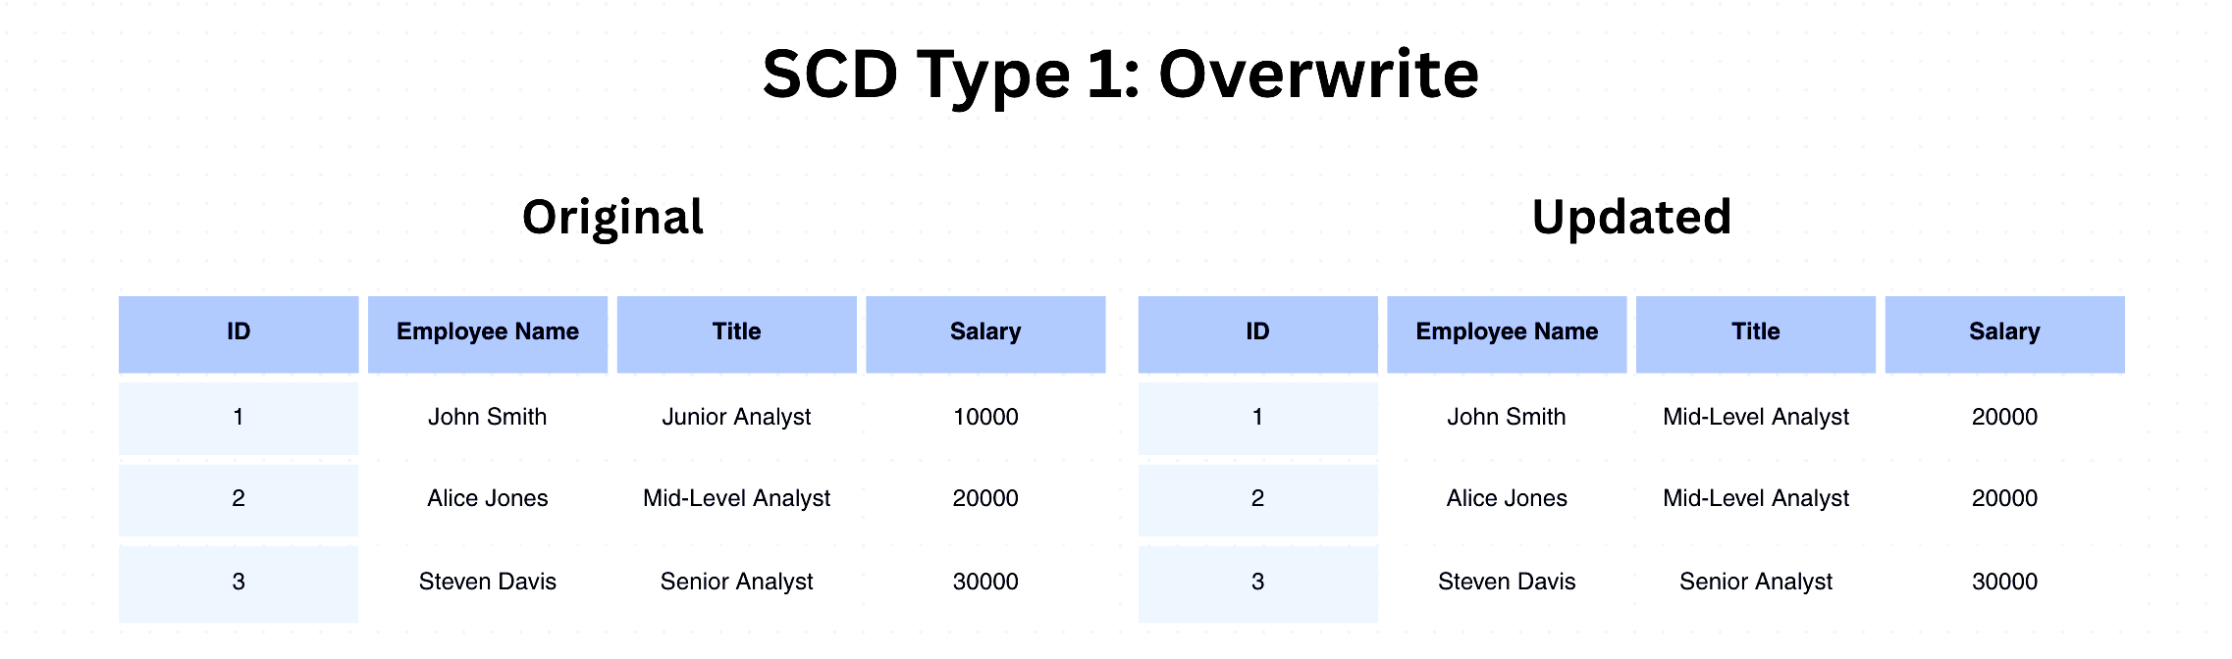 SCD Type 1: Overwrite
Original
ID Employee Name Title Salary
1 John Smith Junior Analyst 10000
2 Alice Jones Mid-Level Analyst 20000
3 Steven Davis Senior Analyst 30000
Updated
ID Employee Name Title Salary
1 John Smith Mid-Level Analyst 20000
2 Alice Jones Mid-Level Analyst 20000
3 Steven Davis Senior Analyst 30000